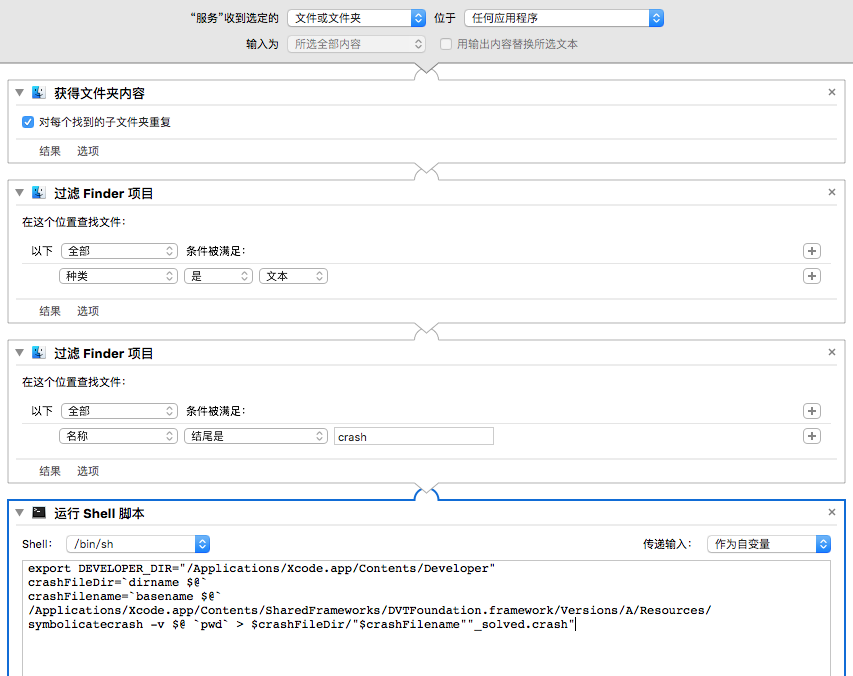 “服务”收到选定的 文件或文件夹 位于 任何应用程序
输入为 所选全部内容 用输出内容替换所选文本
获得文件夹内容
对每个找到的子文件夹重复
结果 选项
过滤 Finder 项目
在这个位置查找文件：
以下 全部 条件被满足：
种类 是 文本
结果 选项
过滤 Finder 项目
在这个位置查找文件：
以下 全部 条件被满足：
名称 结尾是 crash
结果 选项
运行 Shell 脚本
Shell： /bin/sh 传递输入： 作为自变量
export DEVELOPER_DIR="/Applications/Xcode.app/Contents/Developer"
crashFileDir=`dirname $@`
crashFilename=`basename $@`
/Applications/Xcode.app/Contents/SharedFrameworks/DVTFoundation.framework/Versions/A/Resources/
symbolicatecrash -v $@ `pwd` > $crashFileDir/"$crashFilename""_solved.crash"